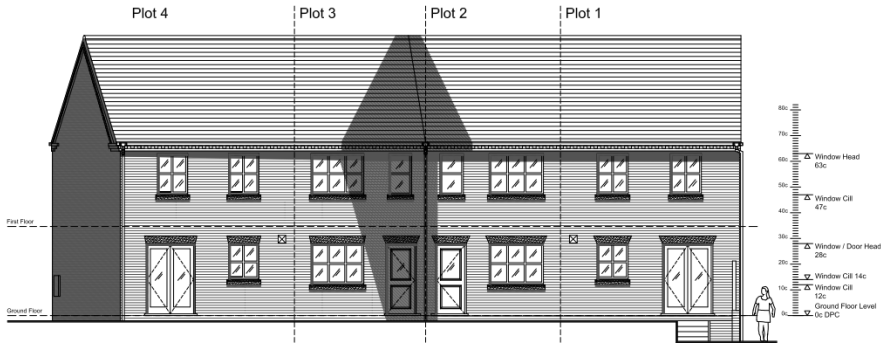 Plot 4
Plot 3
Plot 2
Plot 1
80c
70c
60c
Window Head
63c
50c
Window Cill
47c
40c
First Floor
30c
Window / Door Head
28c
20c
Window Cill 14c
10c
Window Cill
12c
Ground Floor
0c
Ground Floor Level
0c DPC